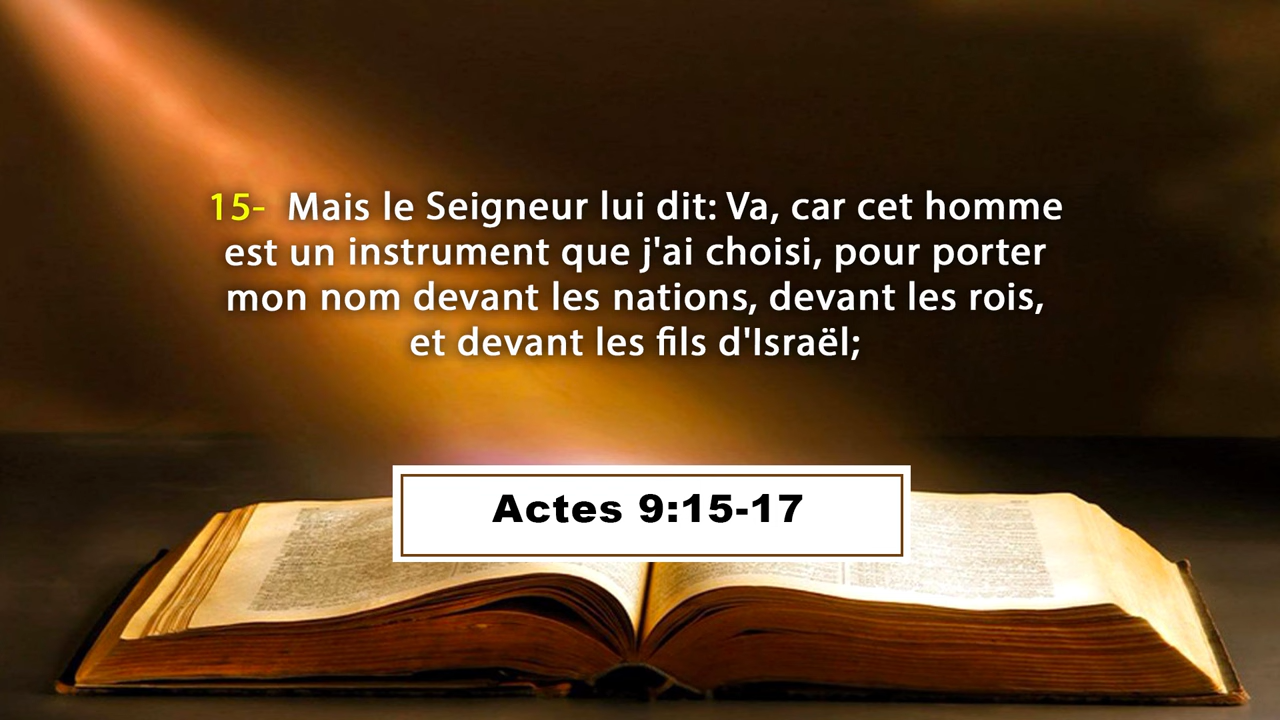 15- Mais le Seigneur lui dit: Va, car cet homme
est un instrument que j'ai choisi, pour porter
mon nom devant les nations, devant les rois,
et devant les fils d'Israël;
Actes 9:15-17